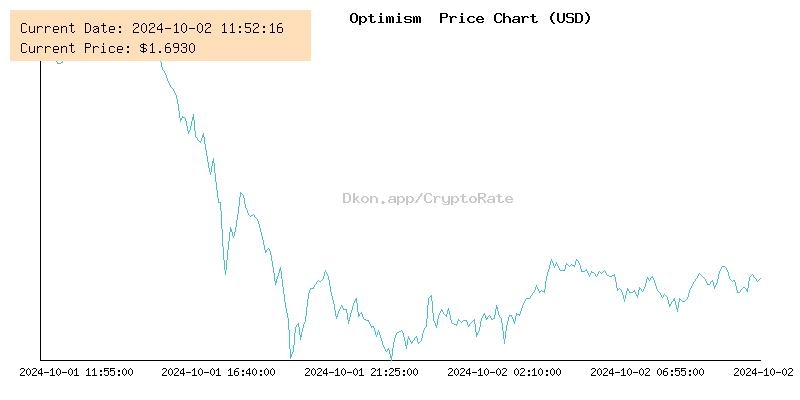 Optimism  Price Chart (USD)
Current Date: 2024-10-02 11:52:16
Current Price: $1.6930
Dkon.app/CryptoRate
2024-10-01 11:55:00 2024-10-01 16:40:00 2024-10-01 21:25:00 2024-10-02 02:10:00 2024-10-02 06:55:00 2024-10-02